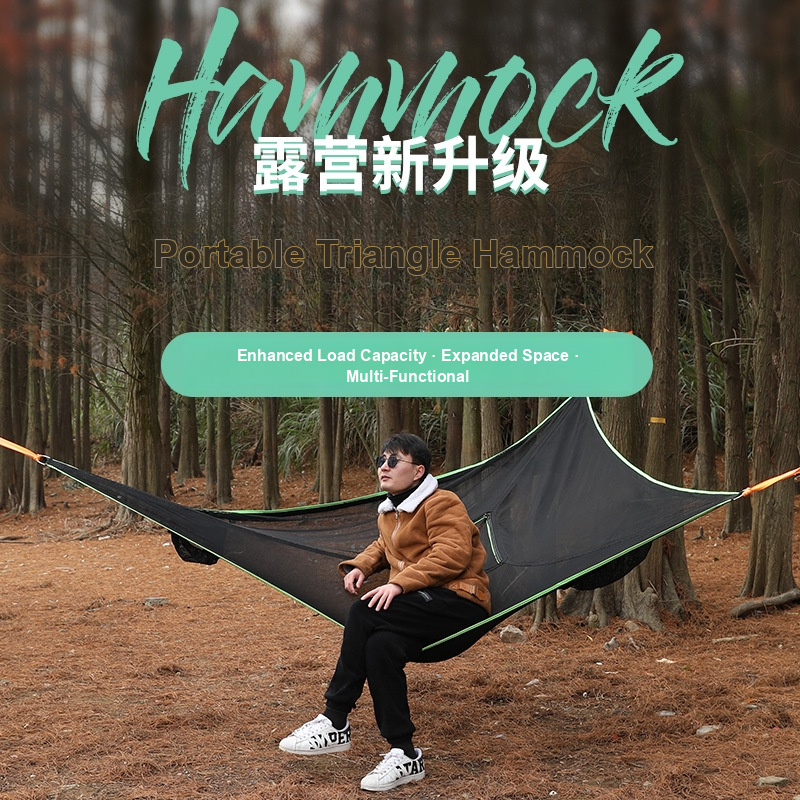 Hammock
露营新升级
Portable Triangle Hammock
Enhanced Load Capacity · Expanded Space ·
Multi-Functional